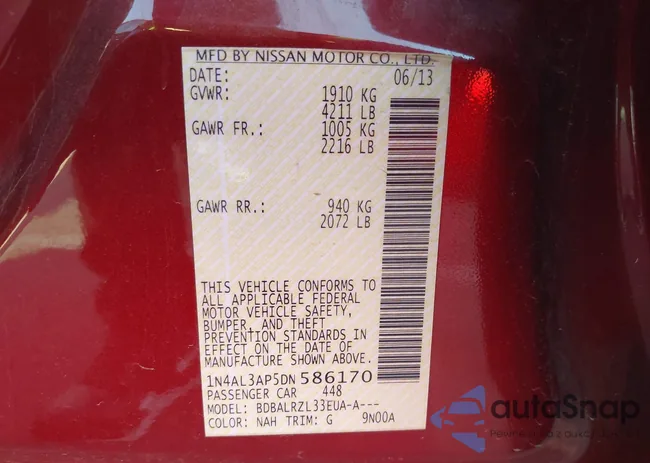 MFD BY NISSAN MOTOR CO., LTD.
DATE: 06/13
GVWR: 1910 KG
4211 LB
GAWR FR.: 1005 KG
2216 LB
GAWR RR.: 940 KG
2072 LB
THIS VEHICLE CONFORMS TO
ALL APPLICABLE FEDERAL
MOTOR VEHICLE SAFETY,
BUMPER, AND THEFT
PREVENTION STANDARDS IN
EFFECT ON THE DATE OF
MANUFACTURE SHOWN ABOVE.
1N4AL3AP5DN586170
PASSENGER CAR 448
MODEL: BDBALRZL33EUA-A---
COLOR: NAH TRIM: G 9N00A
autoSnap